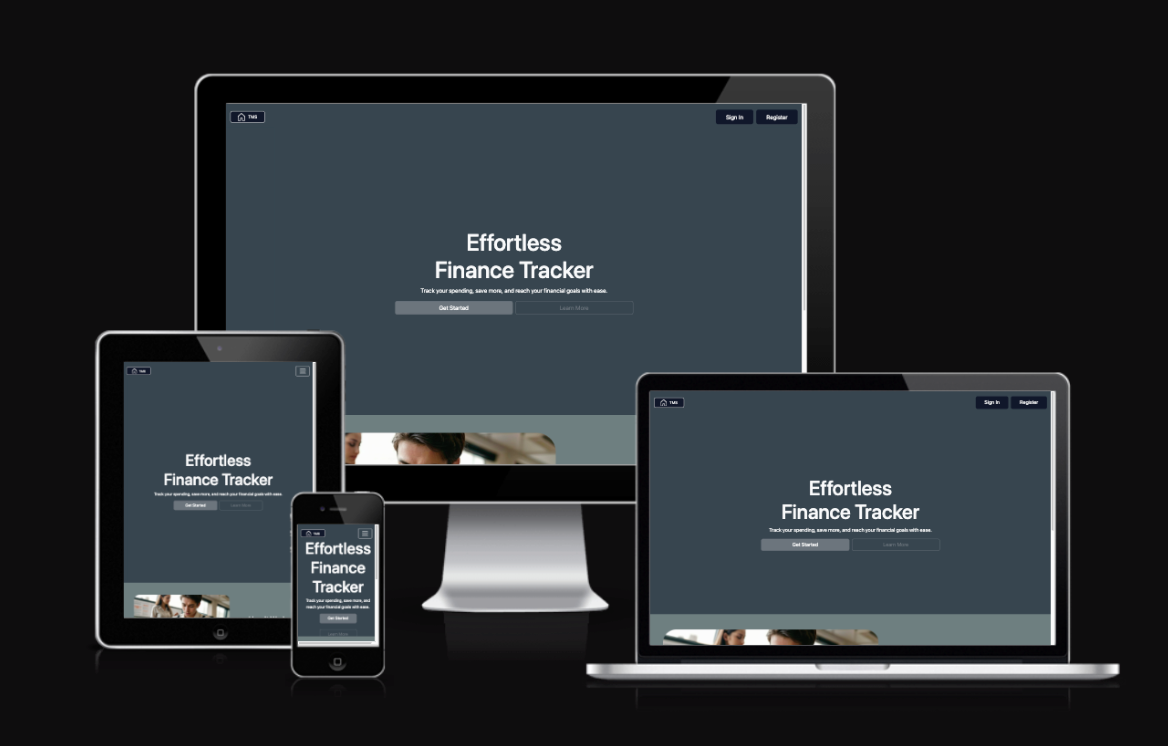 TMB
Sign In
Register
Effortless
Finance Tracker
Track your spending, save more, and reach your financial goals with ease.
Get Started
Learn More
TMB
Effortless
Finance Tracker
Track your spending, save more, and reach your financial goals with ease.
Get Started
Learn More
TMB
Effortless
Finance
Tracker
Track your spending, save more, and
reach your financial goals with ease.
Get Started
Learn More
TMB
Sign In
Register
Effortless
Finance Tracker
Track your spending, save more, and reach your financial goals with ease.
Get Started
Learn More